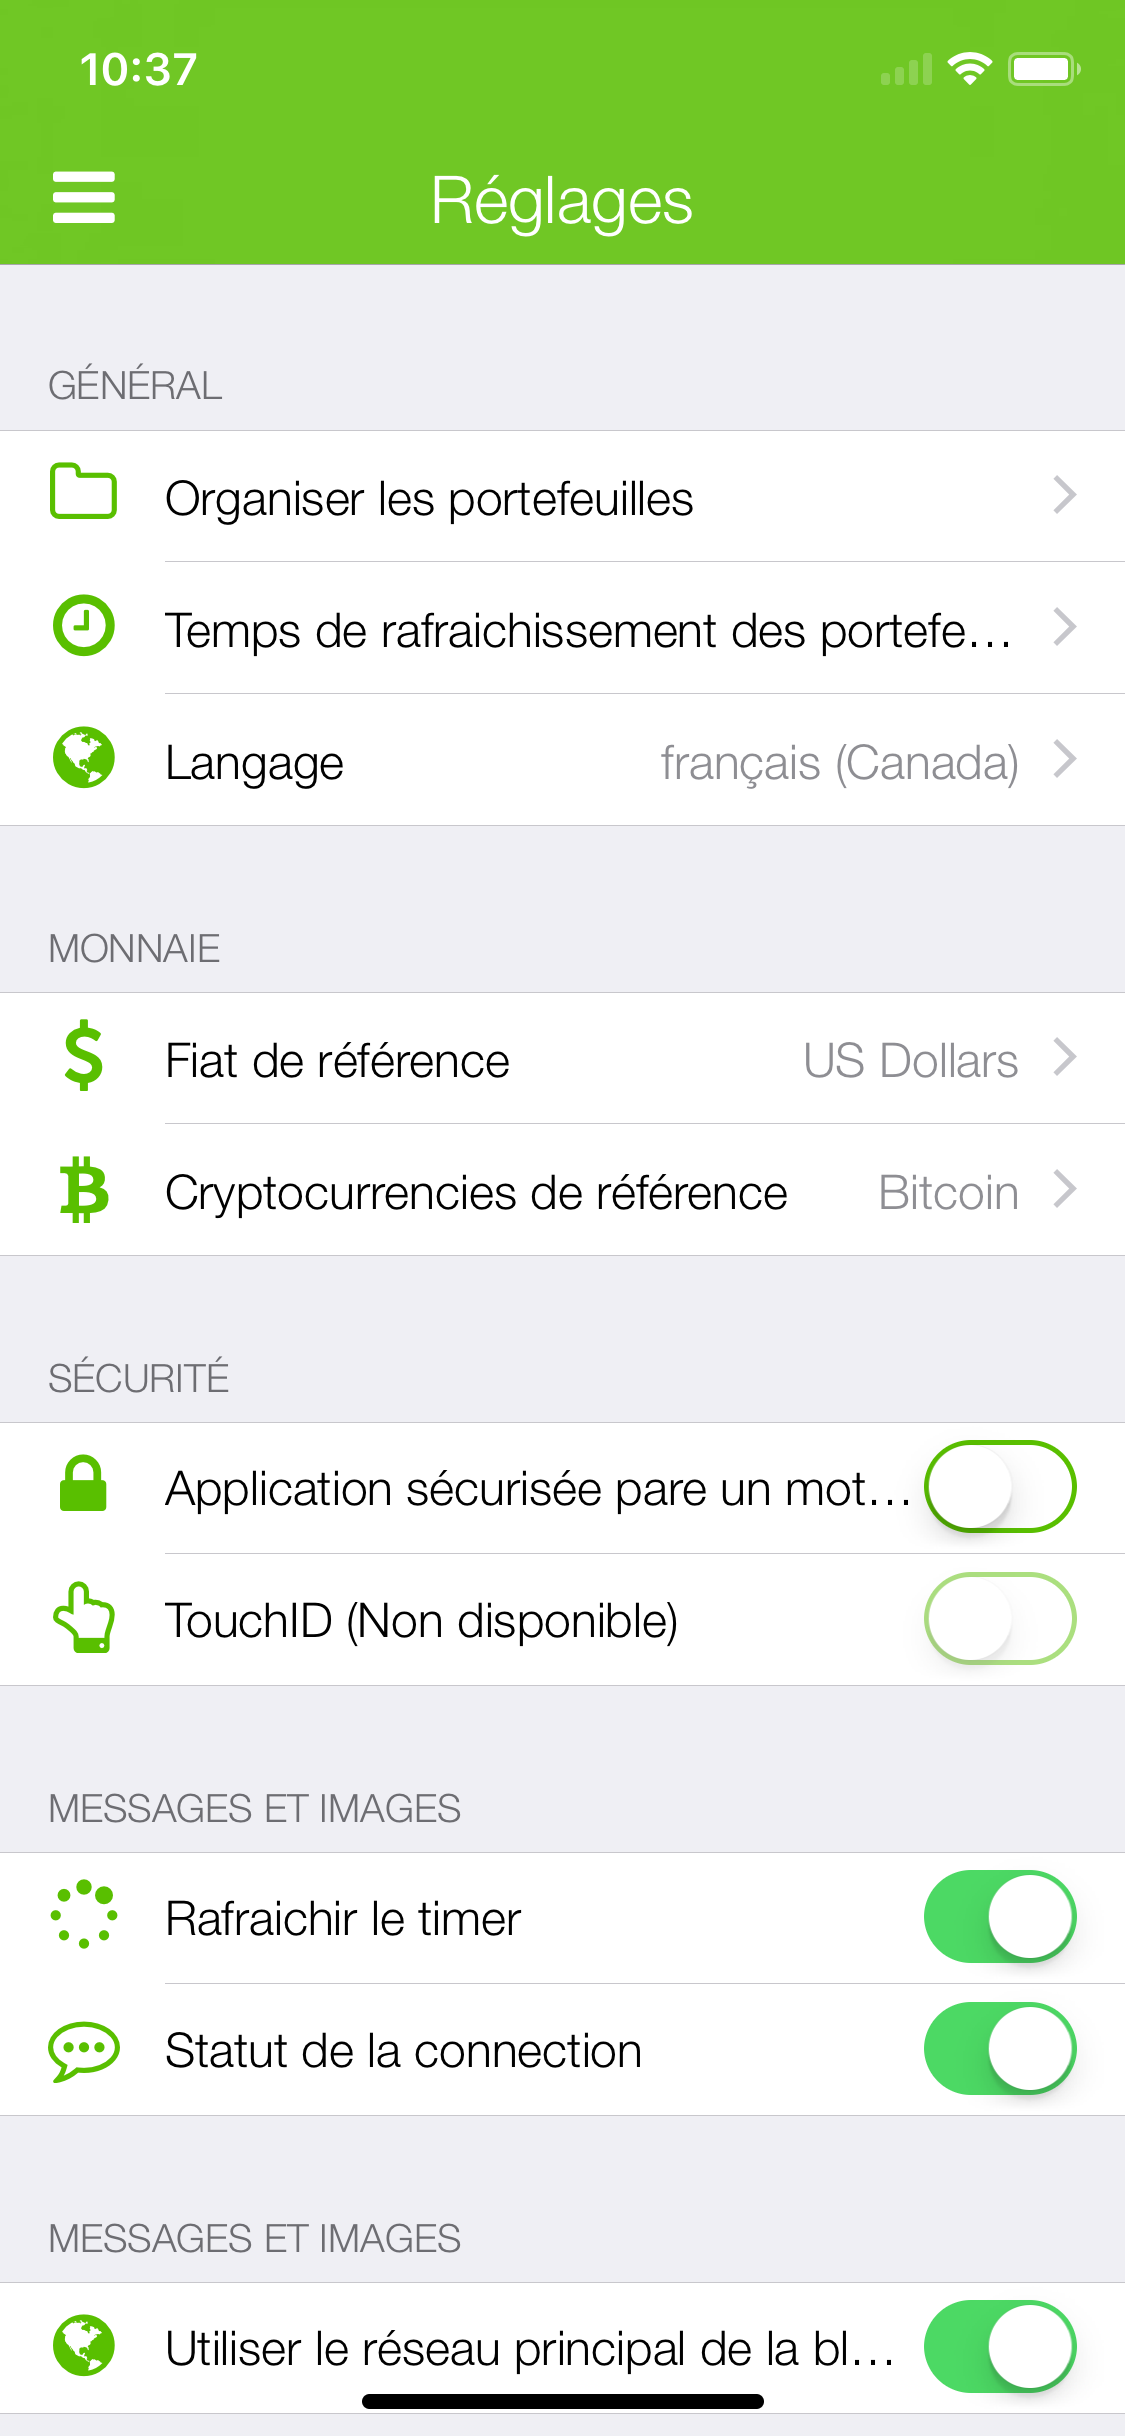 10:37
Réglages
GÉNÉRAL
Organiser les portefeuilles
Temps de rafraichissement des portefe...
Langage français (Canada)
MONNAIE
Fiat de référence US Dollars
Cryptocurrencies de référence Bitcoin
SÉCURITÉ
Application sécurisée pare un mot...
TouchID (Non disponible)
MESSAGES ET IMAGES
Rafraichir le timer
Statut de la connection
MESSAGES ET IMAGES
Utiliser le réseau principal de la bl...